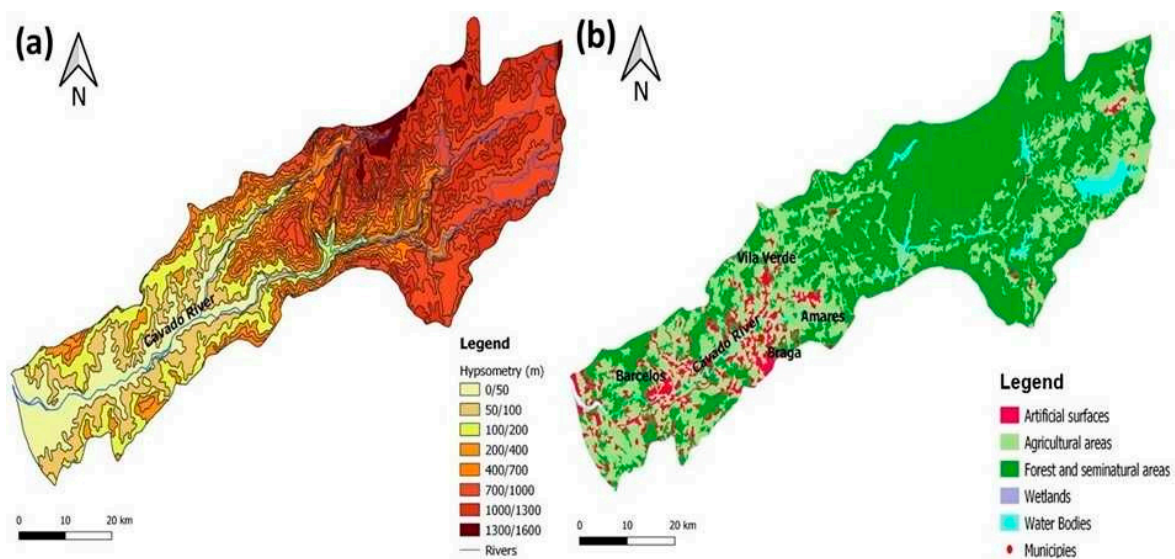 (a)
N
Cavado River
Legend
Hypsometry (m)
0/50
50/100
100/200
200/400
400/700
700/1000
1000/1300
1300/1600
Rivers
0 10 20 km
(b)
N
Vila Verde
Amares
Cavado River
Braga
Barcelos
Legend
Artificial surfaces
Agricultural areas
Forest and seminatural areas
Wetlands
Water Bodies
Municipies
0 10 20 km